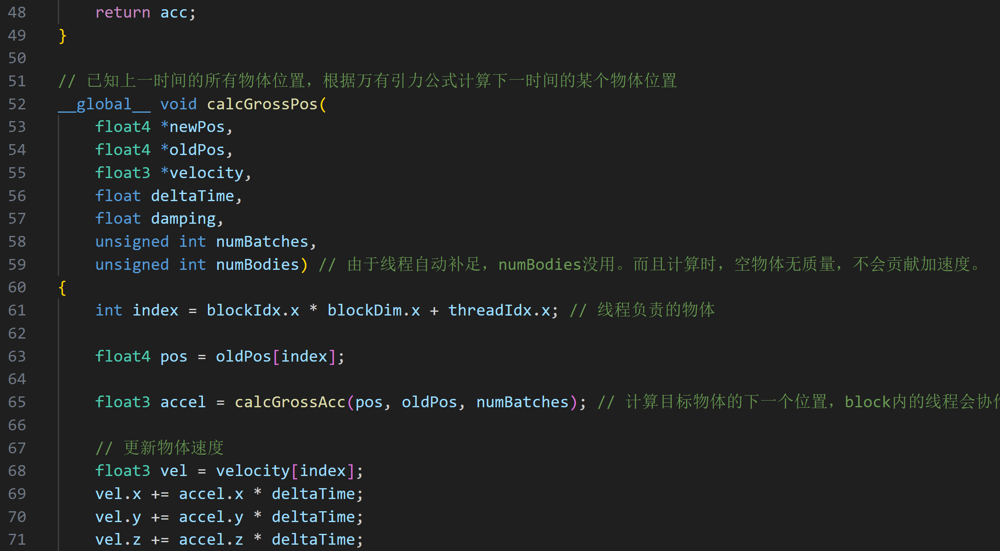 48 return acc;
49 }
50
51 // 已知上一时间的所有物体位置，根据万有引力公式计算下一时间的某个物体位置
52 __global__ void calcGrossPos(
53 float4 *newPos,
54 float4 *oldPos,
55 float3 *velocity,
56 float deltaTime,
57 float damping,
58 unsigned int numBatches,
59 unsigned int numBodies) // 由于线程自动补足，numBodies没用。而且计算时，空物体无质量，不会贡献加速度。
60 {
61 int index = blockIdx.x * blockDim.x + threadIdx.x; // 线程负责的物体
62
63 float4 pos = oldPos[index];
64
65 float3 accel = calcGrossAcc(pos, oldPos, numBatches); // 计算目标物体的下一个位置，block内的线程会协
66
67 // 更新物体速度
68 float3 vel = velocity[index];
69 vel.x += accel.x * deltaTime;
70 vel.y += accel.y * deltaTime;
71 vel.z += accel.z * deltaTime;